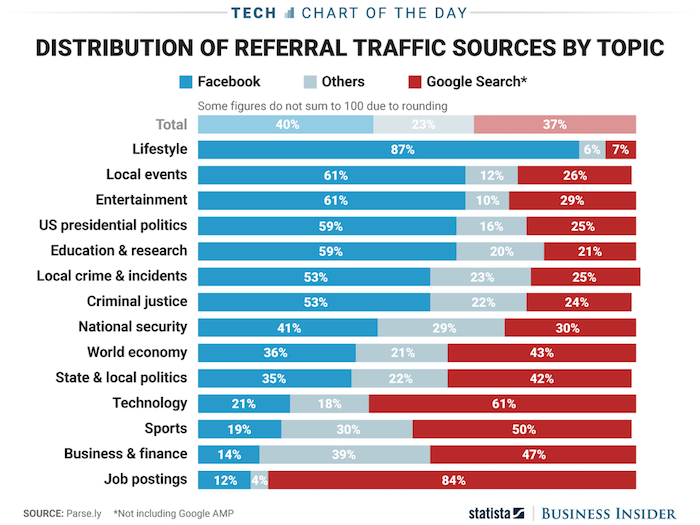 TECH CHART OF THE DAY
DISTRIBUTION OF REFERRAL TRAFFIC SOURCES BY TOPIC
Facebook Others Google Search*
Some figures do not sum to 100 due to rounding
Total 40% 23% 37%
Lifestyle 87% 6% 7%
Local events 61% 12% 26%
Entertainment 61% 10% 29%
US presidential politics 59% 16% 25%
Education & research 59% 20% 21%
Local crime & incidents 53% 23% 25%
Criminal justice 53% 22% 24%
National security 41% 29% 30%
World economy 36% 21% 43%
State & local politics 35% 22% 42%
Technology 21% 18% 61%
Sports 19% 30% 50%
Business & finance 14% 39% 47%
Job postings 12% 4% 84%
SOURCE: Parse.ly *Not including Google AMP statista BUSINESS INSIDER